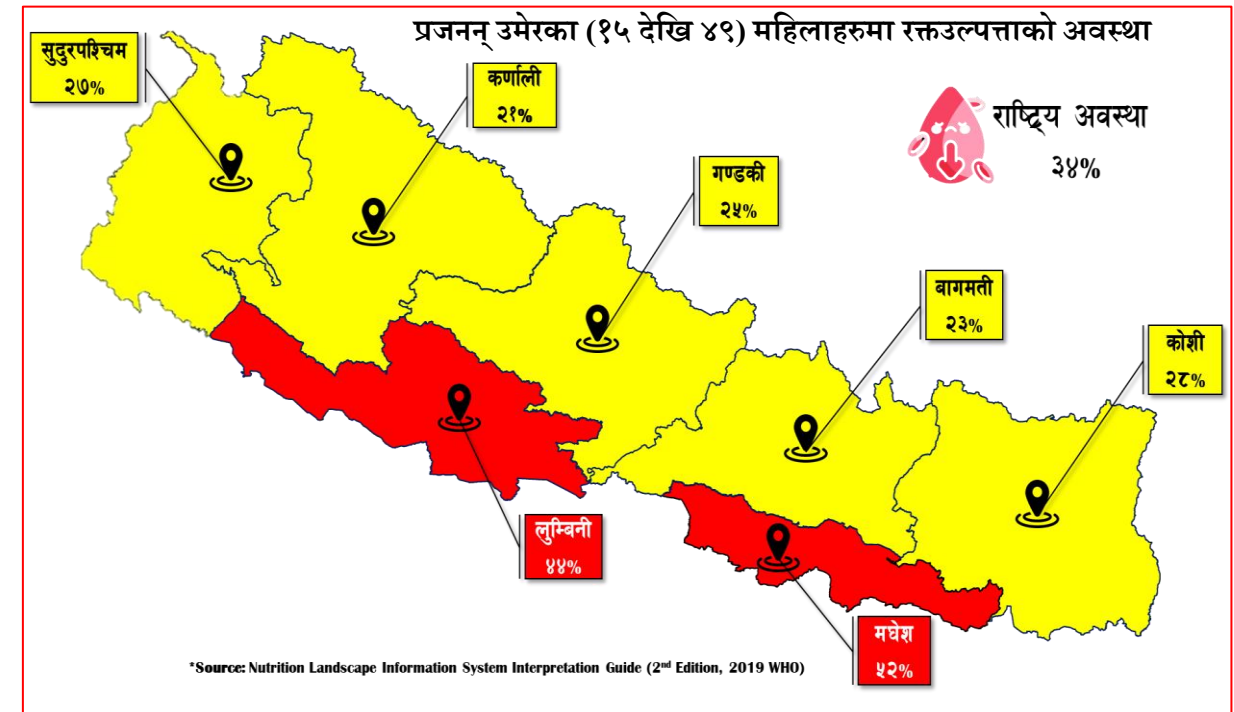 प्रजनन् उमेरका (१५ देखि ४९) महिलाहरुमा रक्तउल्पत्ताको अवस्था
सुदुरपश्चिम
२७%
कर्णाली
२१%
राष्ट्रिय अवस्था
३४%
गण्डकी
२५%
बागमती
२३%
कोशी
२८%
लुम्बिनी
४४%
मधेश
५२%
*Source: Nutrition Landscape Information System Interpretation Guide (2nd Edition, 2019 WHO)